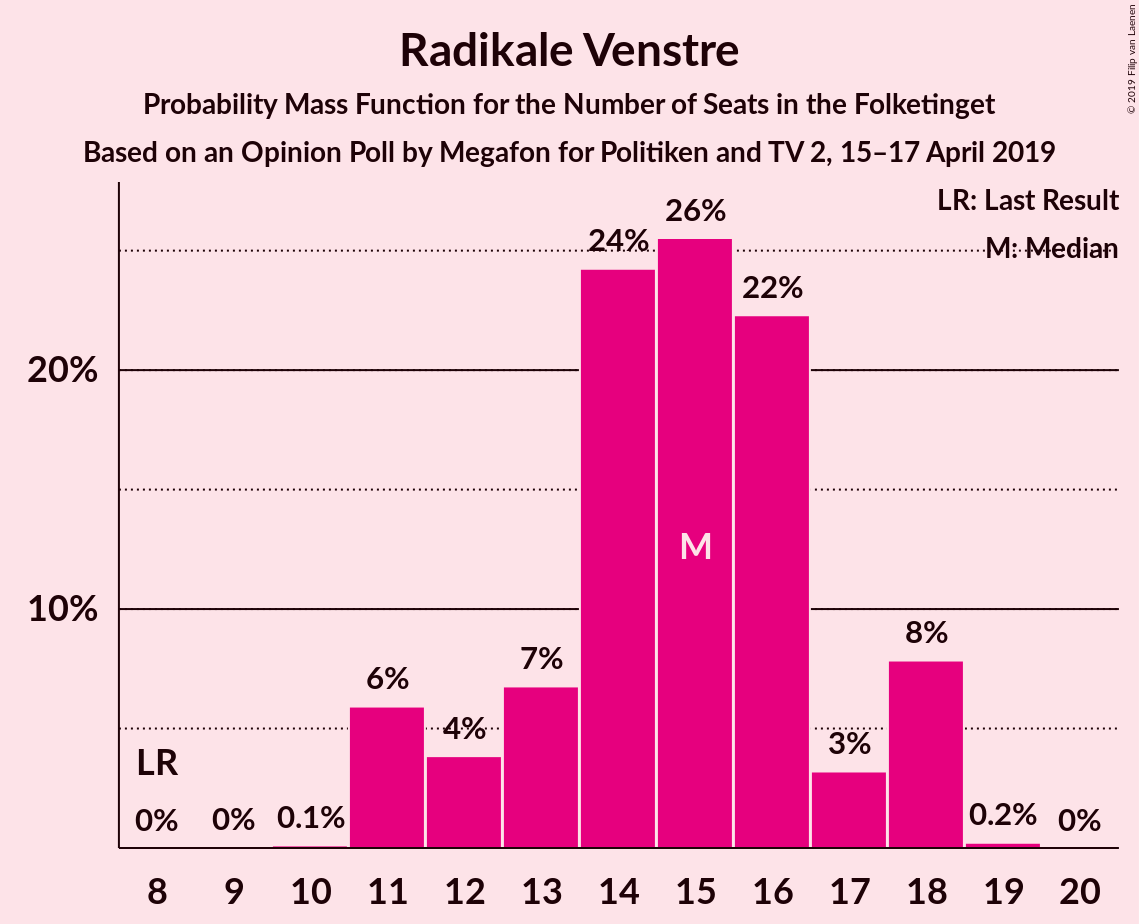 © 2019 Filip van Laenen
Radikale Venstre
Probability Mass Function for the Number of Seats in the Folketinget
Based on an Opinion Poll by Megafon for Politiken and TV 2, 15–17 April 2019
LR: Last Result
M: Median
26%
24%
22%
20%
M
10%
8%
7%
6%
4%
3%
LR
0% 0% 0.1% 0.2% 0%
8 9 10 11 12 13 14 15 16 17 18 19 20